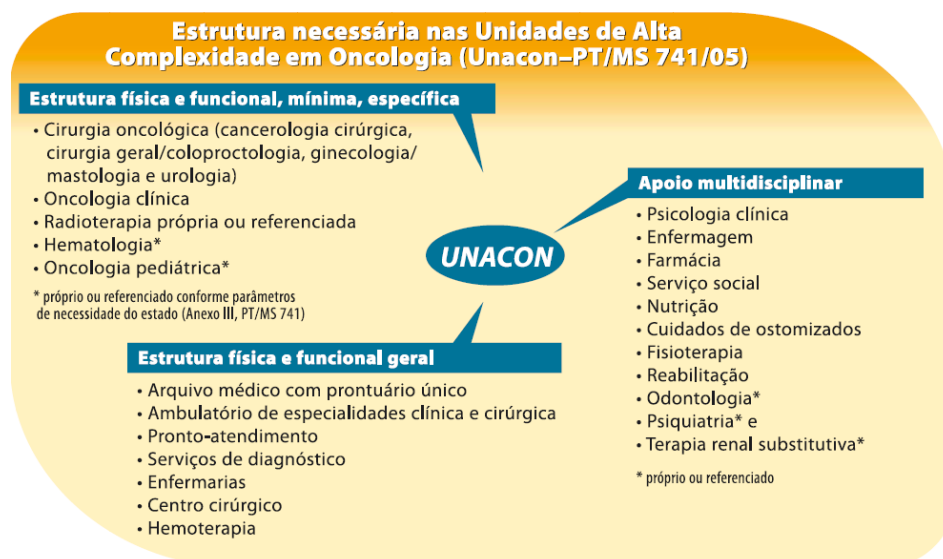 Estrutura necessária nas Unidades de Alta
Complexidade em Oncologia (Unacon–PT/MS 741/05)
Estrutura física e funcional, mínima, específica
• Cirurgia oncológica (cancerologia cirúrgica,
cirurgia geral/coloproctologia, ginecologia/
mastologia e urologia)
• Oncologia clínica
• Radioterapia própria ou referenciada
• Hematologia*
• Oncologia pediátrica*
* próprio ou referenciado conforme parâmetros
de necessidade do estado (Anexo III, PT/MS 741)
UNACON
Apoio multidisciplinar
• Psicologia clínica
• Enfermagem
• Farmácia
• Serviço social
• Nutrição
• Cuidados de ostomizados
• Fisioterapia
• Reabilitação
• Odontologia*
• Psiquiatria* e
• Terapia renal substitutiva*
* próprio ou referenciado
Estrutura física e funcional geral
• Arquivo médico com prontuário único
• Ambulatório de especialidades clínica e cirúrgica
• Pronto-atendimento
• Serviços de diagnóstico
• Enfermarias
• Centro cirúrgico
• Hemoterapia